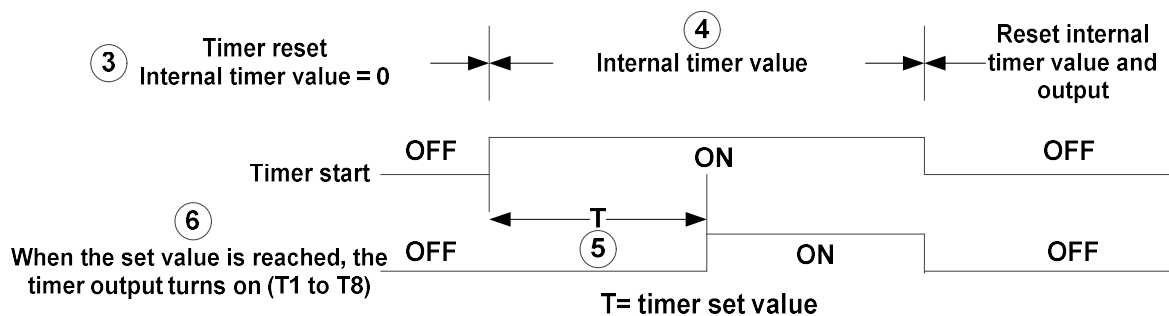 ③ Timer reset
Internal timer value = 0
④
Internal timer value
Reset internal
timer value and
output
OFF
ON
OFF
Timer start
T
⑤
⑥
When the set value is reached, the
timer output turns on (T1 to T8)
OFF
ON
OFF
T= timer set value